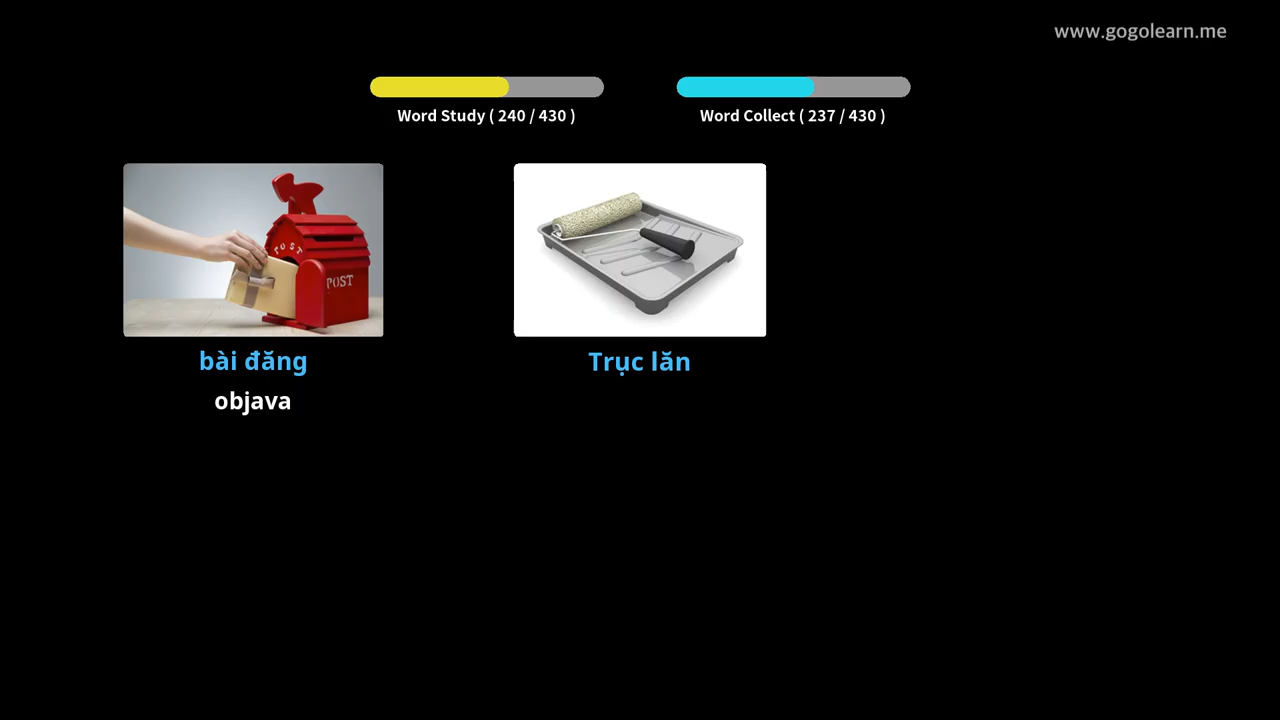 www.gogolearn.me
Word Study ( 240 / 430 )
Word Collect ( 237 / 430 )
POST
POST
bài đăng
objava
Trục lăn